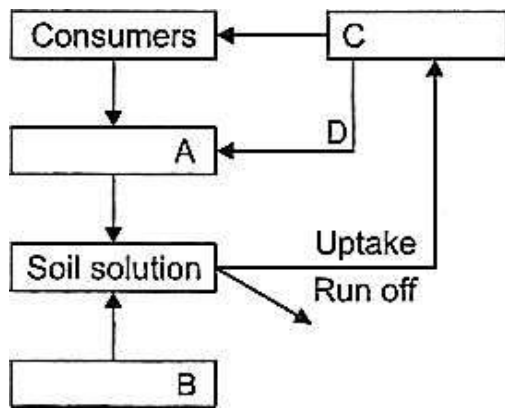 Consumers
C
A
D
Soil solution
Uptake
Run off
B